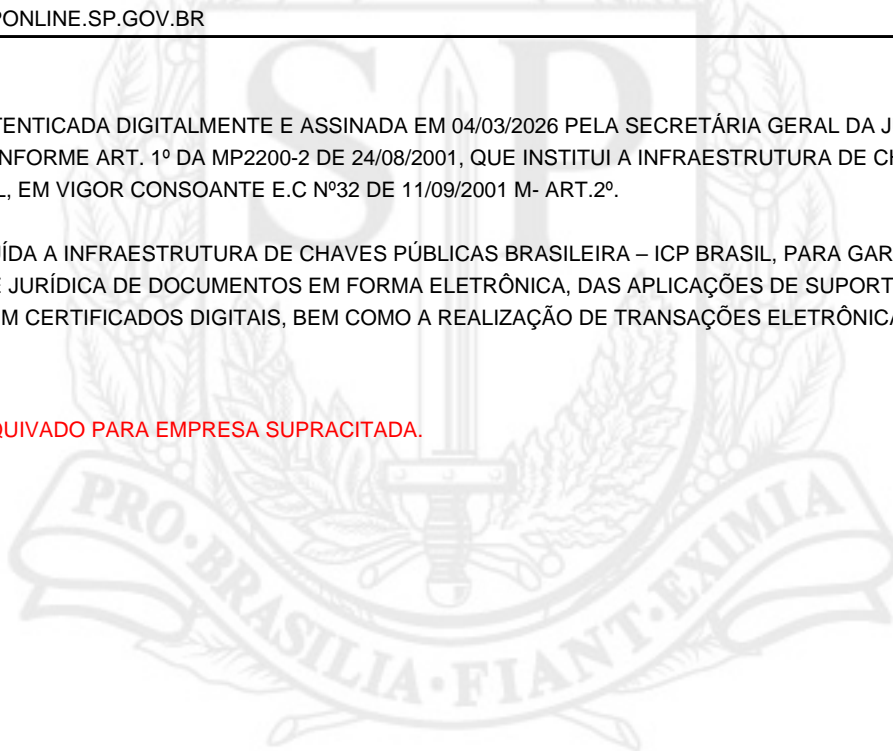 PONLINE.SP.GOV.BR
TENTICADA DIGITALMENTE E ASSINADA EM 04/03/2026 PELA SECRETÁRIA GERAL DA J
NFORME ART. 1º DA MP2200-2 DE 24/08/2001, QUE INSTITUI A INFRAESTRUTURA DE CH
L, EM VIGOR CONSOANTE E.C Nº32 DE 11/09/2001 M- ART.2º.
UÍDA A INFRAESTRUTURA DE CHAVES PÚBLICAS BRASILEIRA – ICP BRASIL, PARA GAR
E JURÍDICA DE DOCUMENTOS EM FORMA ELETRÔNICA, DAS APLICAÇÕES DE SUPORT
M CERTIFICADOS DIGITAIS, BEM COMO A REALIZAÇÃO DE TRANSAÇÕES ELETRÔNICA
QUIVADO PARA EMPRESA SUPRACITADA.
SP
PRO·BRASILIA·FIANT·EXIMIA